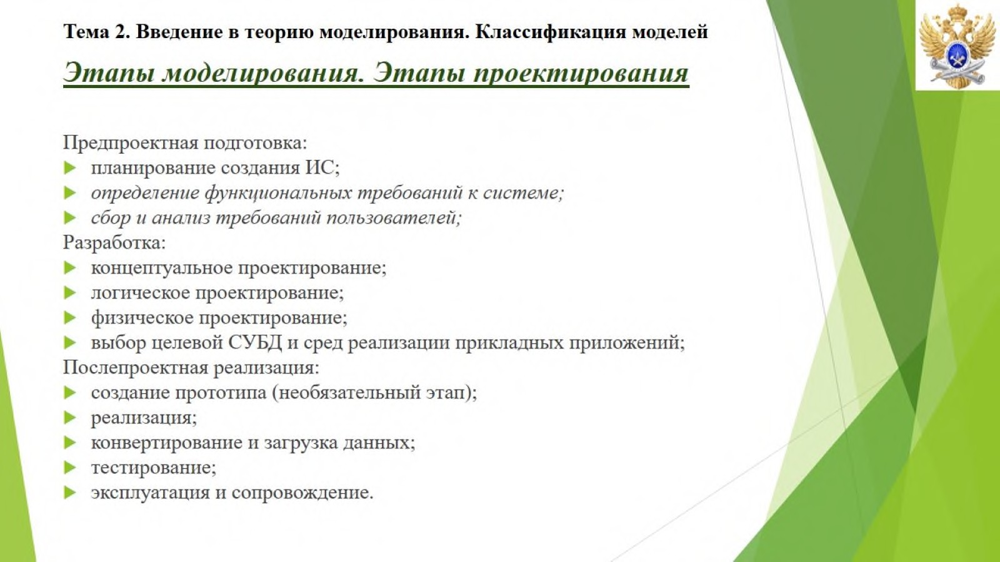 Тема 2. Введение в теорию моделирования. Классификация моделей
Этапы моделирования. Этапы проектирования
Предпроектная подготовка:
планирование создания ИС;
определение функциональных требований к системе;
сбор и анализ требований пользователей;
Разработка:
концептуальное проектирование;
логическое проектирование;
физическое проектирование;
выбор целевой СУБД и сред реализации прикладных приложений;
Послепроектная реализация:
создание прототипа (необязательный этап);
реализация;
конвертирование и загрузка данных;
тестирование;
эксплуатация и сопровождение.